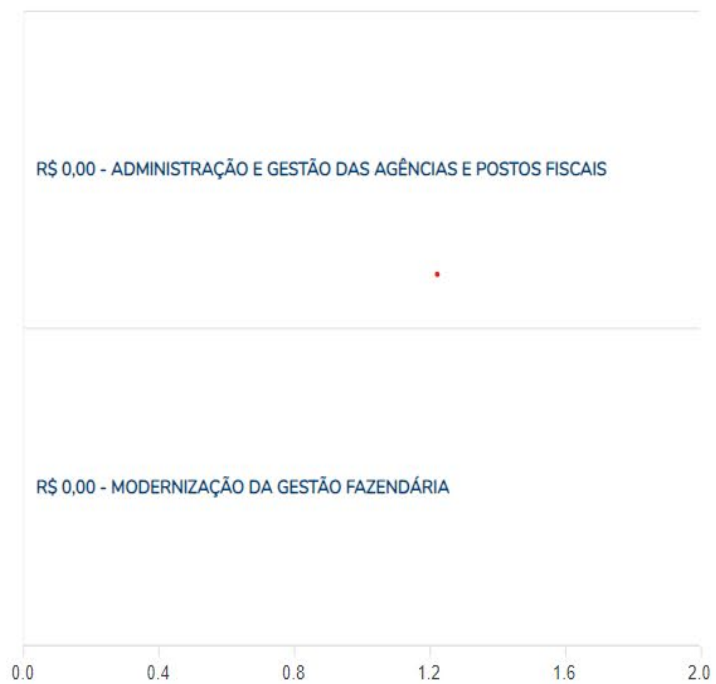 R$ 0,00 - ADMINISTRAÇÃO E GESTÃO DAS AGÊNCIAS E POSTOS FISCAIS
R$ 0,00 - MODERNIZAÇÃO DA GESTÃO FAZENDÁRIA
0.0 0.4 0.8 1.2 1.6 2.0